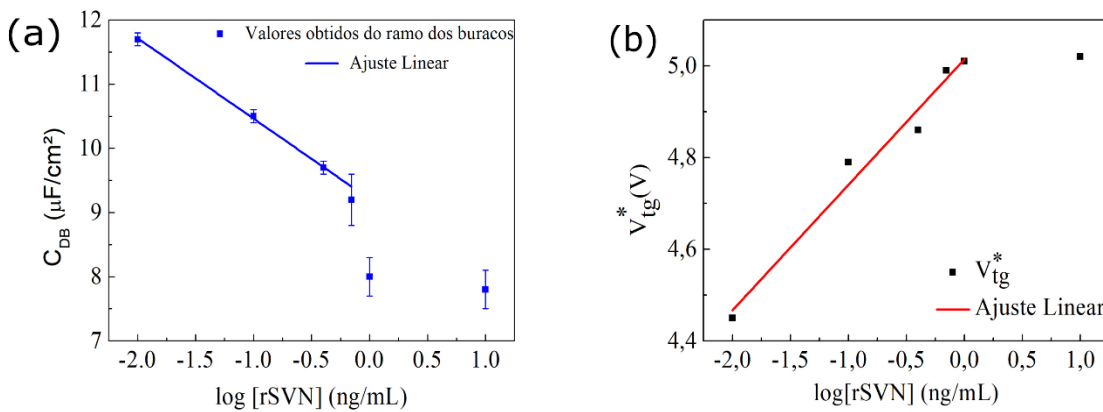 (a)
12
11
10
9
8
7
C_DB (µF/cm²)
Valores obtidos do ramo dos buracos
Ajuste Linear
-2.0 -1.5 -1.0 -0.5 0.0 0.5 1.0
log [rSVN] (ng/mL)
(b)
5,0
4,8
4,6
4,4
V*tg(V)
V*tg
Ajuste Linear
-2,0 -1,5 -1,0 -0,5 0,0 0,5 1,0
log[rSVN] (ng/mL)